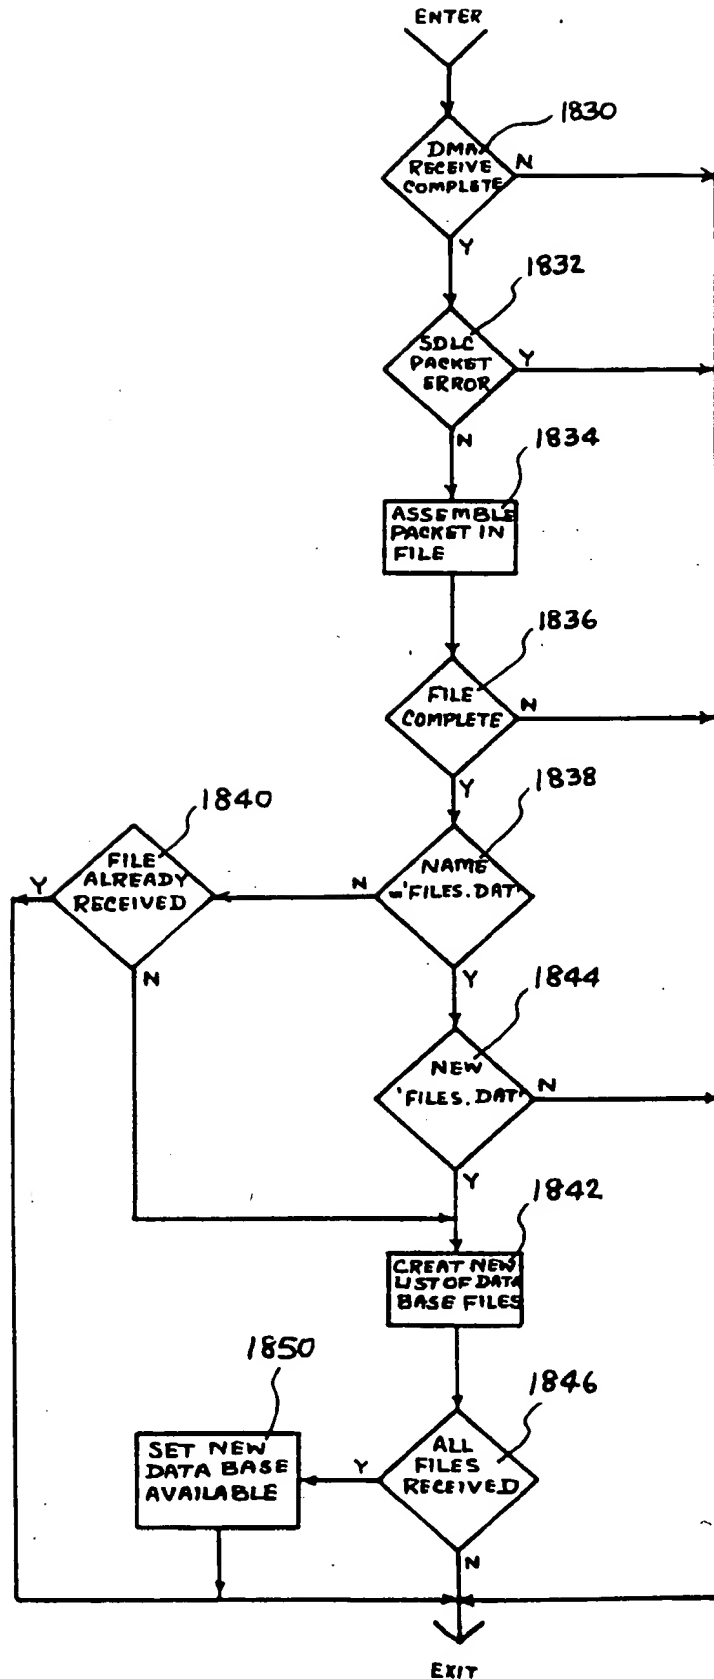 ENTER
1830
DMA
RECEIVE
COMPLETE
N
Y
1832
SDLC
PACKET
ERROR
Y
N
1834
ASSEMBLE
PACKET IN
FILE
1836
FILE
COMPLETE
N
Y
1838
NAME
='FILES.DAT'
N
Y
1840
FILE
ALREADY
RECEIVED
Y
N
1844
NEW
'FILES.DAT'
N
Y
1842
CREAT NEW
LIST OF DATA
BASE FILES
1846
ALL
FILES
RECEIVED
Y
N
1850
SET NEW
DATA BASE
AVAILABLE
EXIT